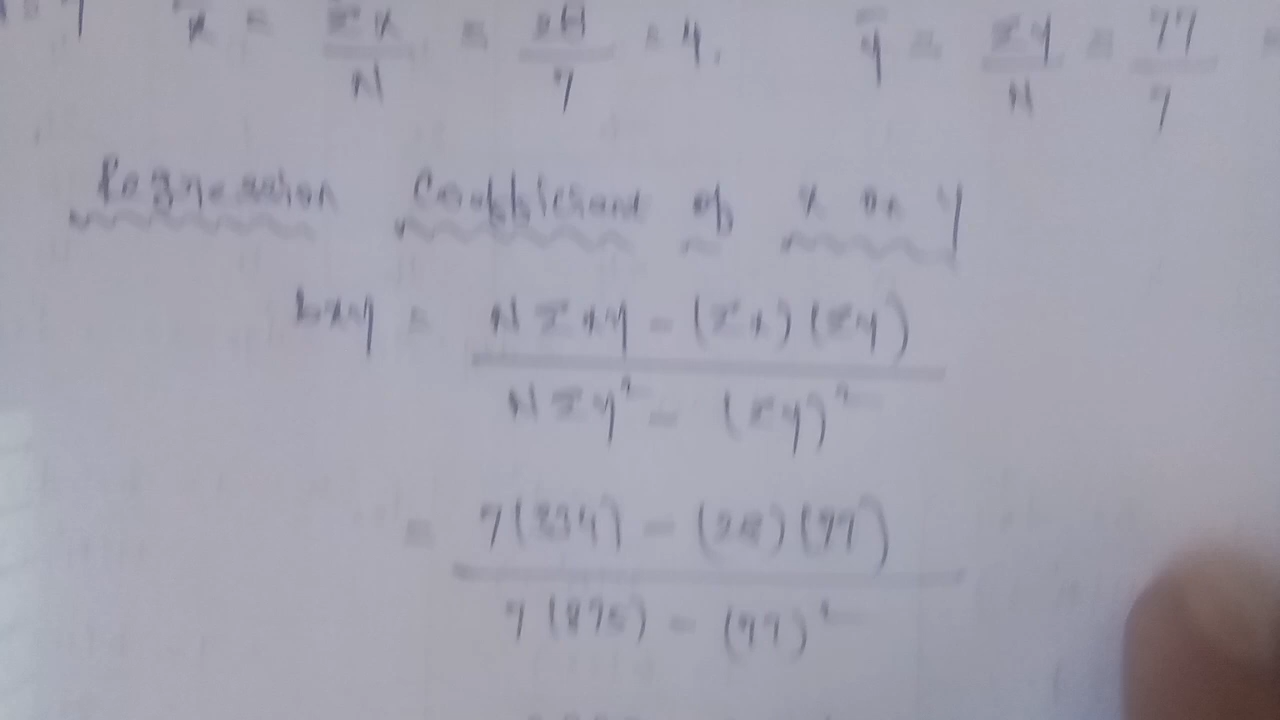 x̄ = Σx/N = 28/7 = 4. ȳ = Σy/N = 77/7 =
Regression Coefficient of x on y
bxy = NΣxy - (Σx)(Σy) / NΣy² - (Σy)²
= 7(334) - (28)(77) / 7(875) - (77)²